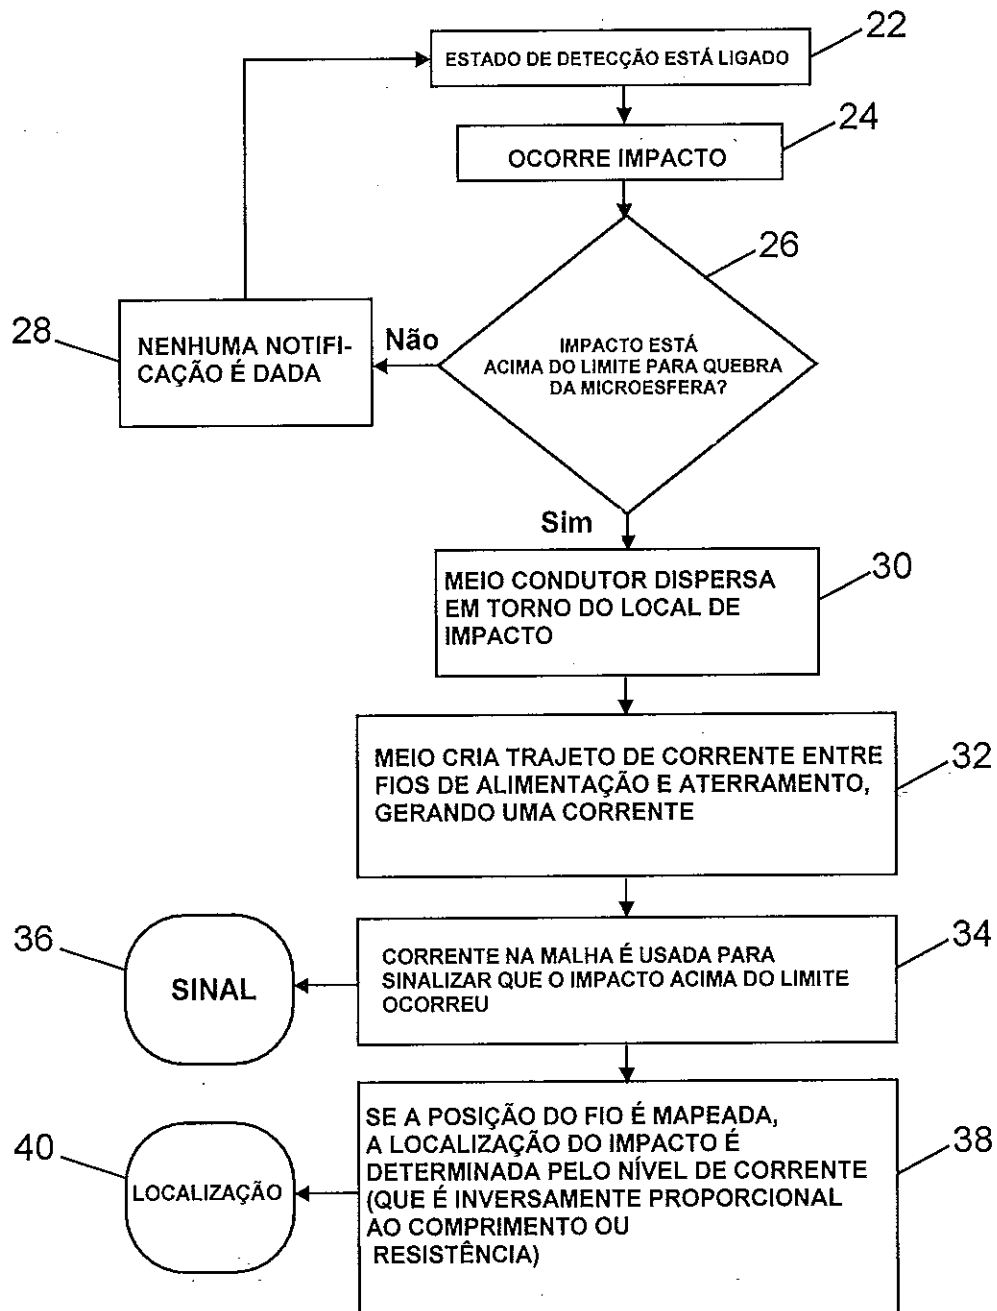 22
ESTADO DE DETECÇÃO ESTÁ LIGADO
24
OCORRE IMPACTO
26
28
NENHUMA NOTIFI-
CAÇÃO É DADA
Não
IMPACTO ESTÁ
ACIMA DO LIMITE PARA QUEBRA
DA MICROESFERA?
Sim
30
MEIO CONDUTOR DISPERSA
EM TORNO DO LOCAL DE
IMPACTO
32
MEIO CRIA TRAJETO DE CORRENTE ENTRE
FIOS DE ALIMENTAÇÃO E ATERRAMENTO,
GERANDO UMA CORRENTE
34
36
SINAL
CORRENTE NA MALHA É USADA PARA
SINALIZAR QUE O IMPACTO ACIMA DO LIMITE
OCORREU
38
40
LOCALIZAÇÃO
SE A POSIÇÃO DO FIO É MAPEADA,
A LOCALIZAÇÃO DO IMPACTO É
DETERMINADA PELO NÍVEL DE CORRENTE
(QUE É INVERSAMENTE PROPORCIONAL
AO COMPRIMENTO OU
RESISTÊNCIA)